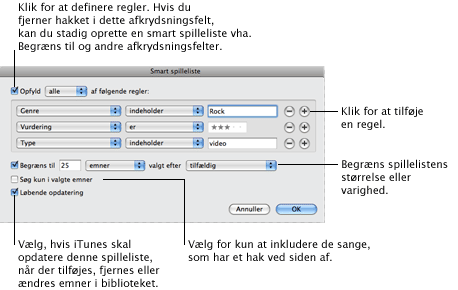 Klik for at definere regler. Hvis du
fjerner hakket i dette afkrydsningsfelt,
kan du stadig oprette en smart spilleliste vha.
Begræns til og andre afkrydsningsfelter.
Smart spilleliste
Opfyld alle af følgende regler:
Genre indeholder Rock
Vurdering er ★★★
Type indeholder video
Klik for at tilføje
en regel.
Begræns til 25 emner valgt efter tilfældig
Begræns spillelistens
størrelse eller
varighed.
Søg kun i valgte emner
Løbende opdatering
Annuller OK
Vælg, hvis iTunes skal
opdatere denne spilleliste,
når der tilføjes, fjernes eller
ændres emner i biblioteket.
Vælg for kun at inkludere de sange,
som har et hak ved siden af.